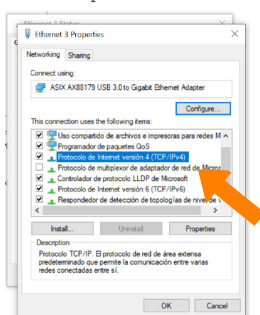 Ethernet 3 Properties
Networking Sharing
Connect using:
ASIX AX88179 USB 3.0 to Gigabit Ethernet Adapter
Configure...
This connection uses the following items:
Uso compartido de archivos e impresoras para redes M
Programador de paquetes QoS
Protocolo de Internet versión 4 (TCP/IPv4)
Protocolo de multiplexor de adaptador de red de Micros
Controlador de protocolo LLDP de Microsoft
Protocolo de Internet versión 6 (TCP/IPv6)
Respondedor de detección de topologías de nivel de v
Install... Uninstall Properties
Description
Protocolo TCP/IP. El protocolo de red de área extensa
predeterminado que permite la comunicación entre varias
redes conectadas entre sí.
OK Cancel